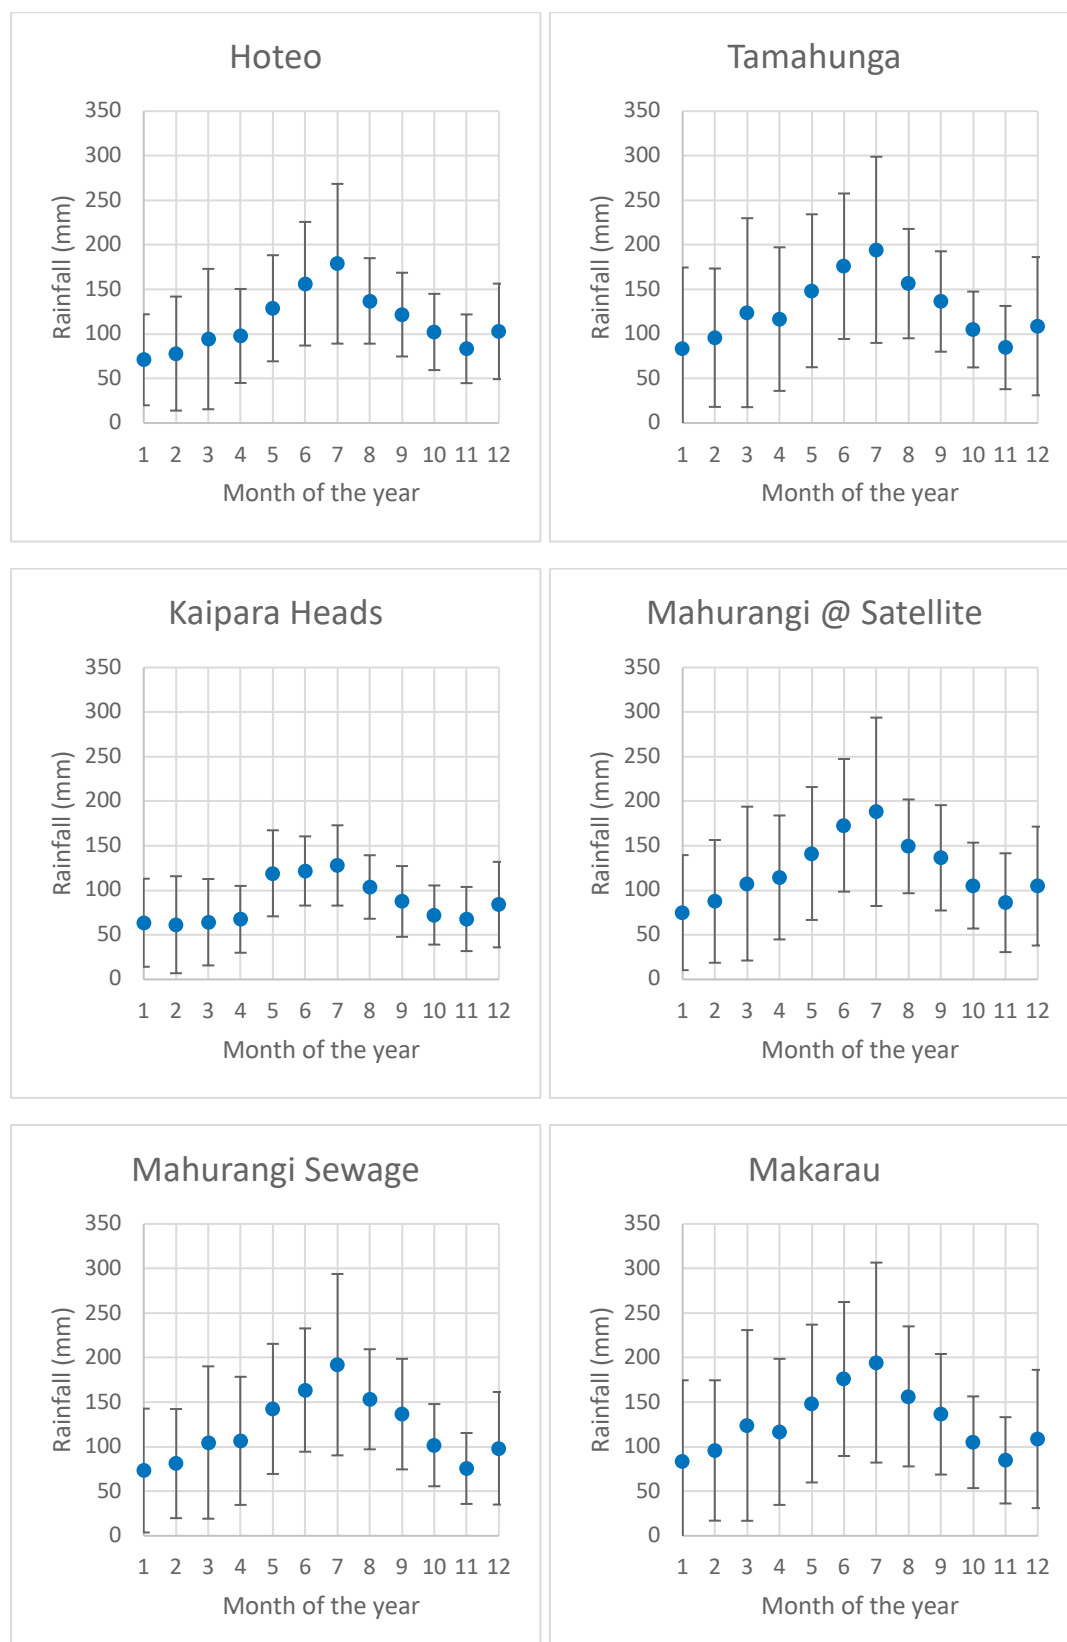 Hoteo
350
300
250
200
150
100
50
0
Rainfall (mm)
1 2 3 4 5 6 7 8 9 10 11 12
Month of the year
Tamahunga
350
300
250
200
150
100
50
0
Rainfall (mm)
1 2 3 4 5 6 7 8 9 10 11 12
Month of the year
Kaipara Heads
350
300
250
200
150
100
50
0
Rainfall (mm)
1 2 3 4 5 6 7 8 9 10 11 12
Month of the year
Mahurangi @ Satellite
350
300
250
200
150
100
50
0
Rainfall (mm)
1 2 3 4 5 6 7 8 9 10 11 12
Month of the year
Mahurangi Sewage
350
300
250
200
150
100
50
0
Rainfall (mm)
1 2 3 4 5 6 7 8 9 10 11 12
Month of the year
Makarau
350
300
250
200
150
100
50
0
Rainfall (mm)
1 2 3 4 5 6 7 8 9 10 11 12
Month of the year